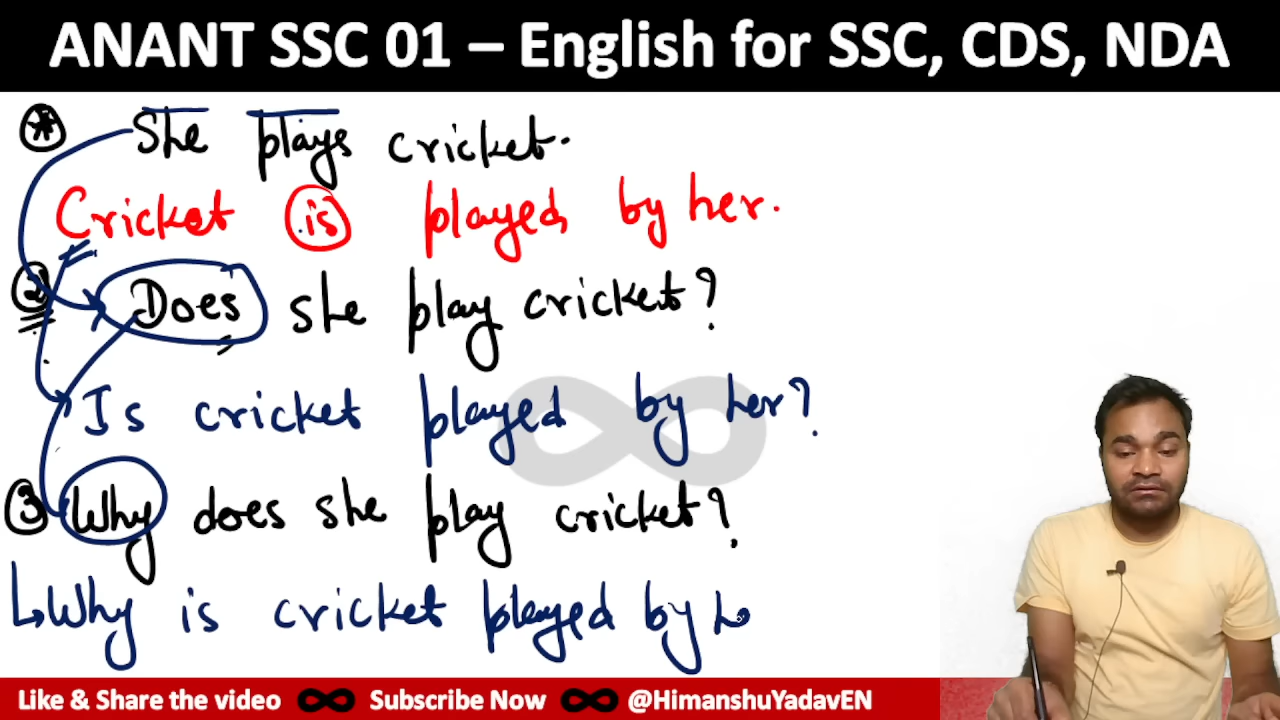 ANANT SSC 01 – English for SSC, CDS, NDA
She plays cricket.
Cricket is played by her.
2 Does she play cricket?
Is cricket played by her?
3 Why does she play cricket?
Why is cricket played by
Like & Share the video Subscribe Now @HimanshuYadavEN